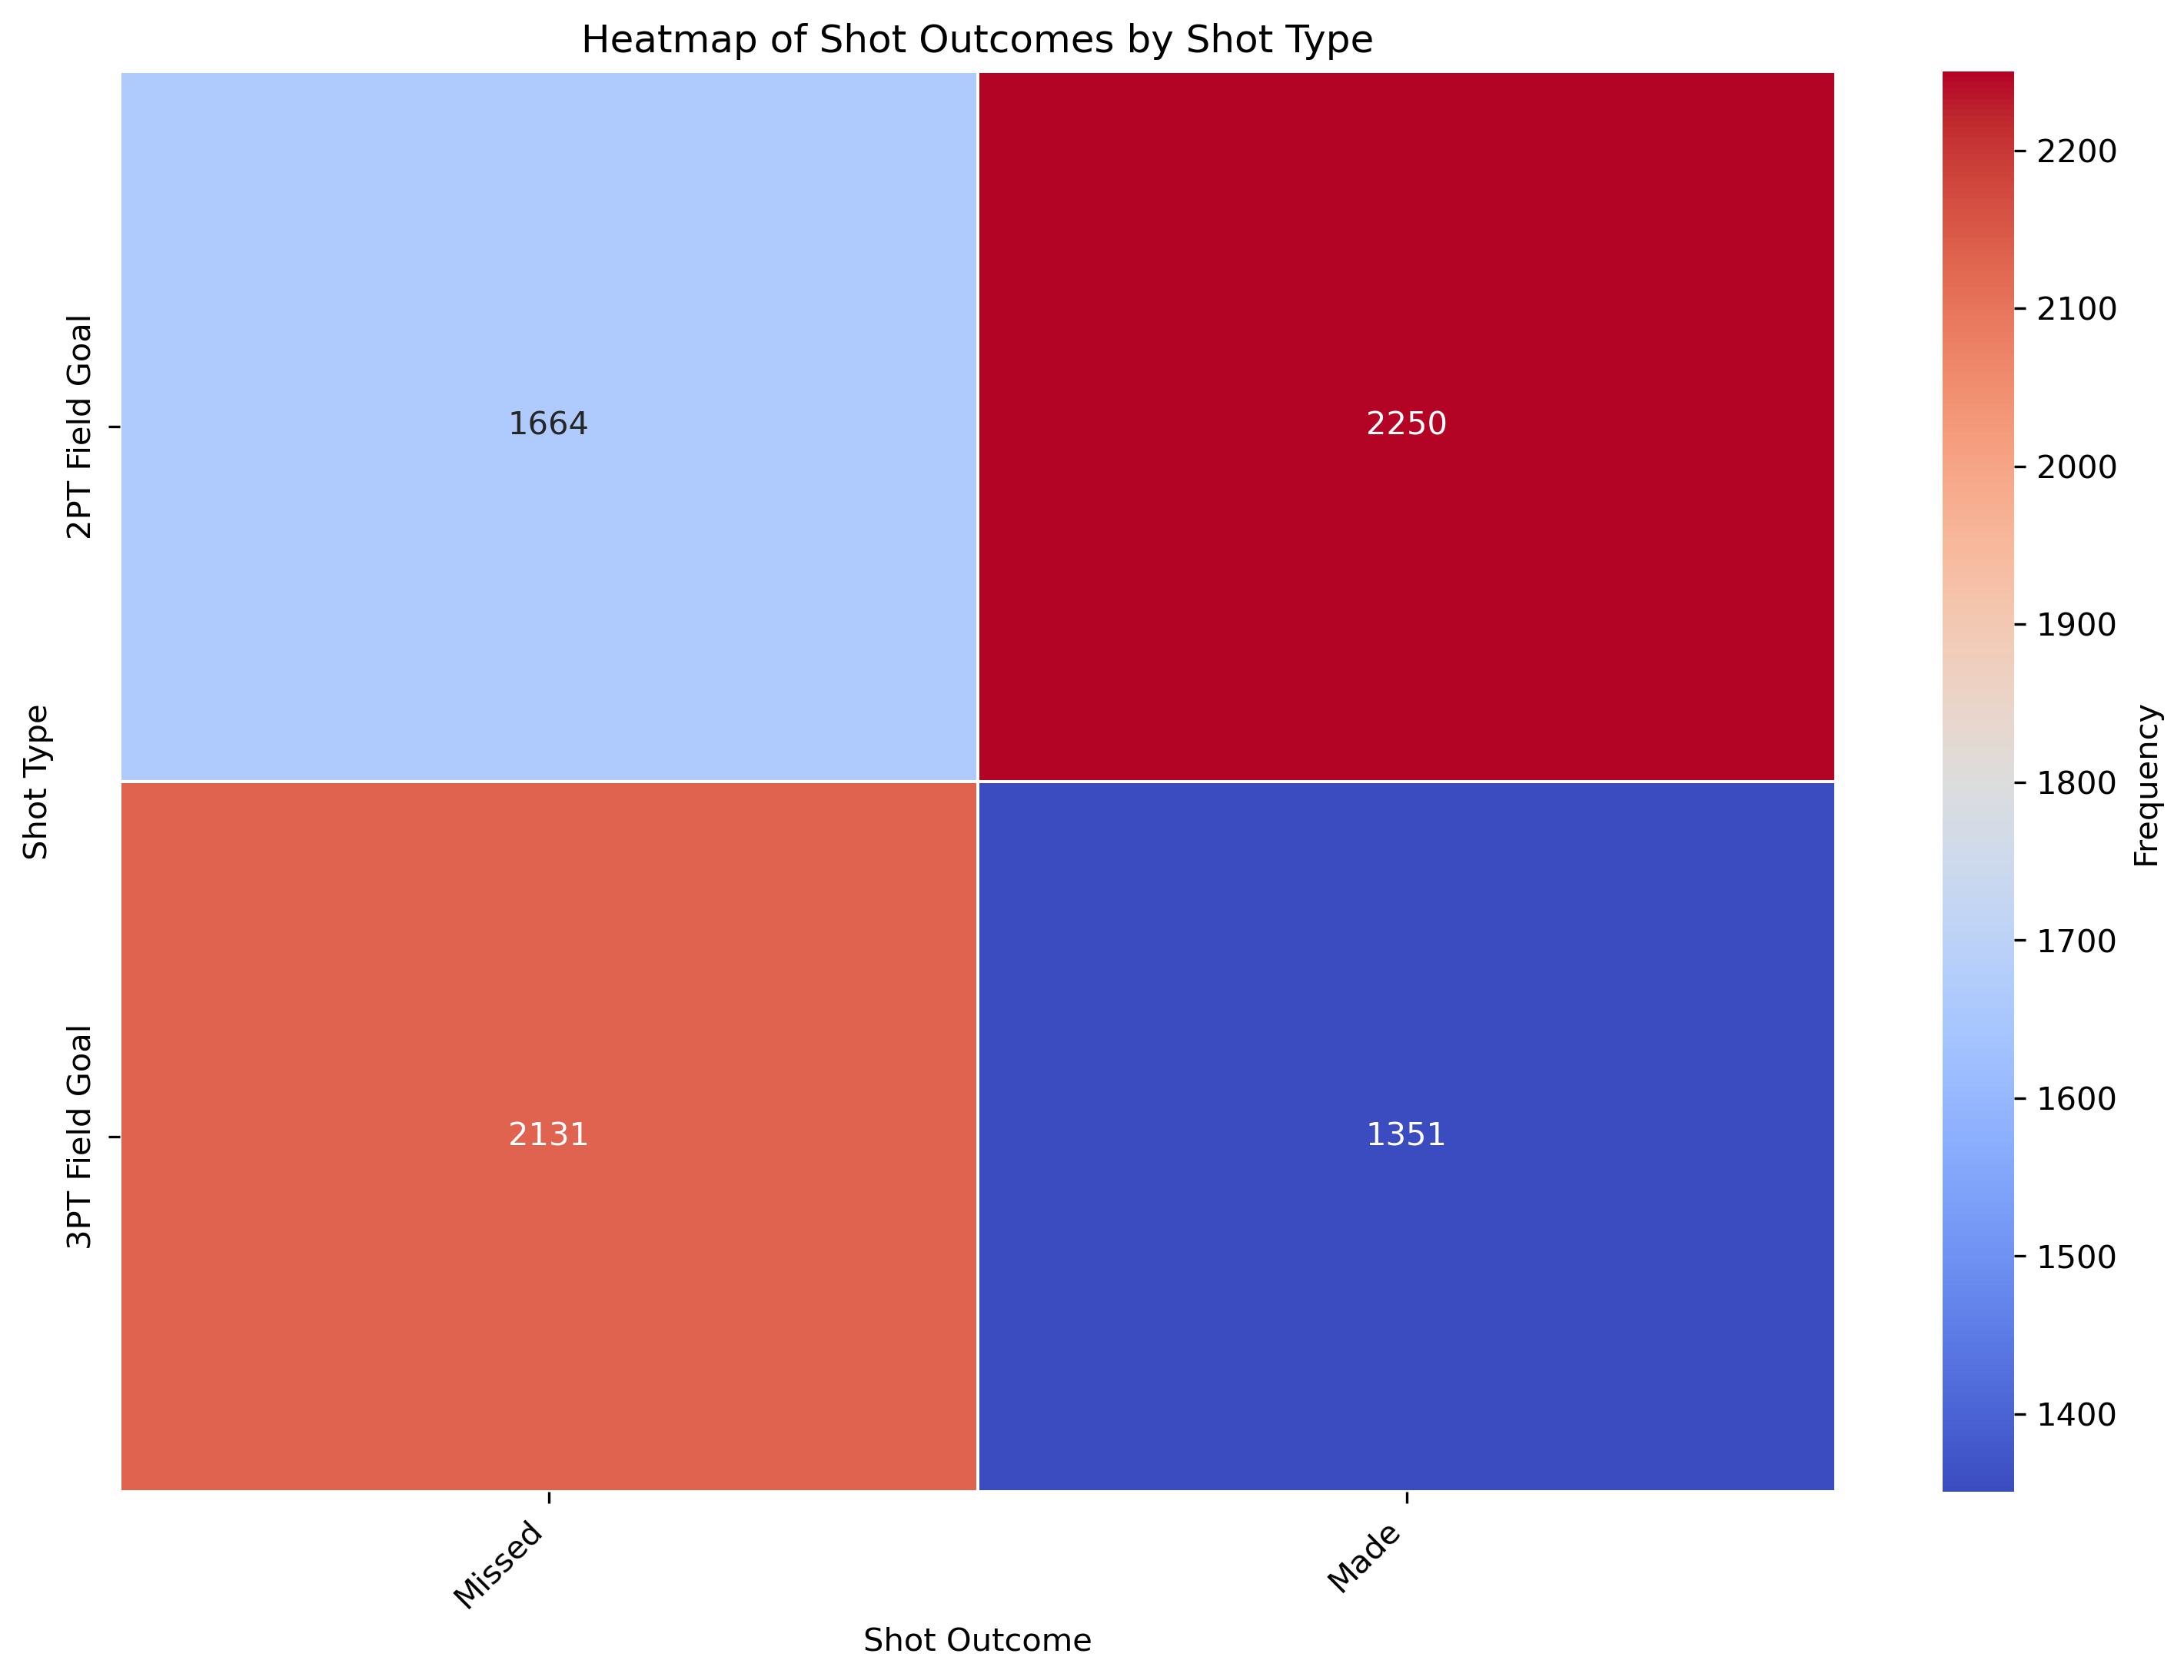 Heatmap of Shot Outcomes by Shot Type
Shot Type
2PT Field Goal
3PT Field Goal
1664
2250
2131
1351
Missed
Made
Shot Outcome
2200
2100
2000
1900
1800
1700
1600
1500
1400
Frequency